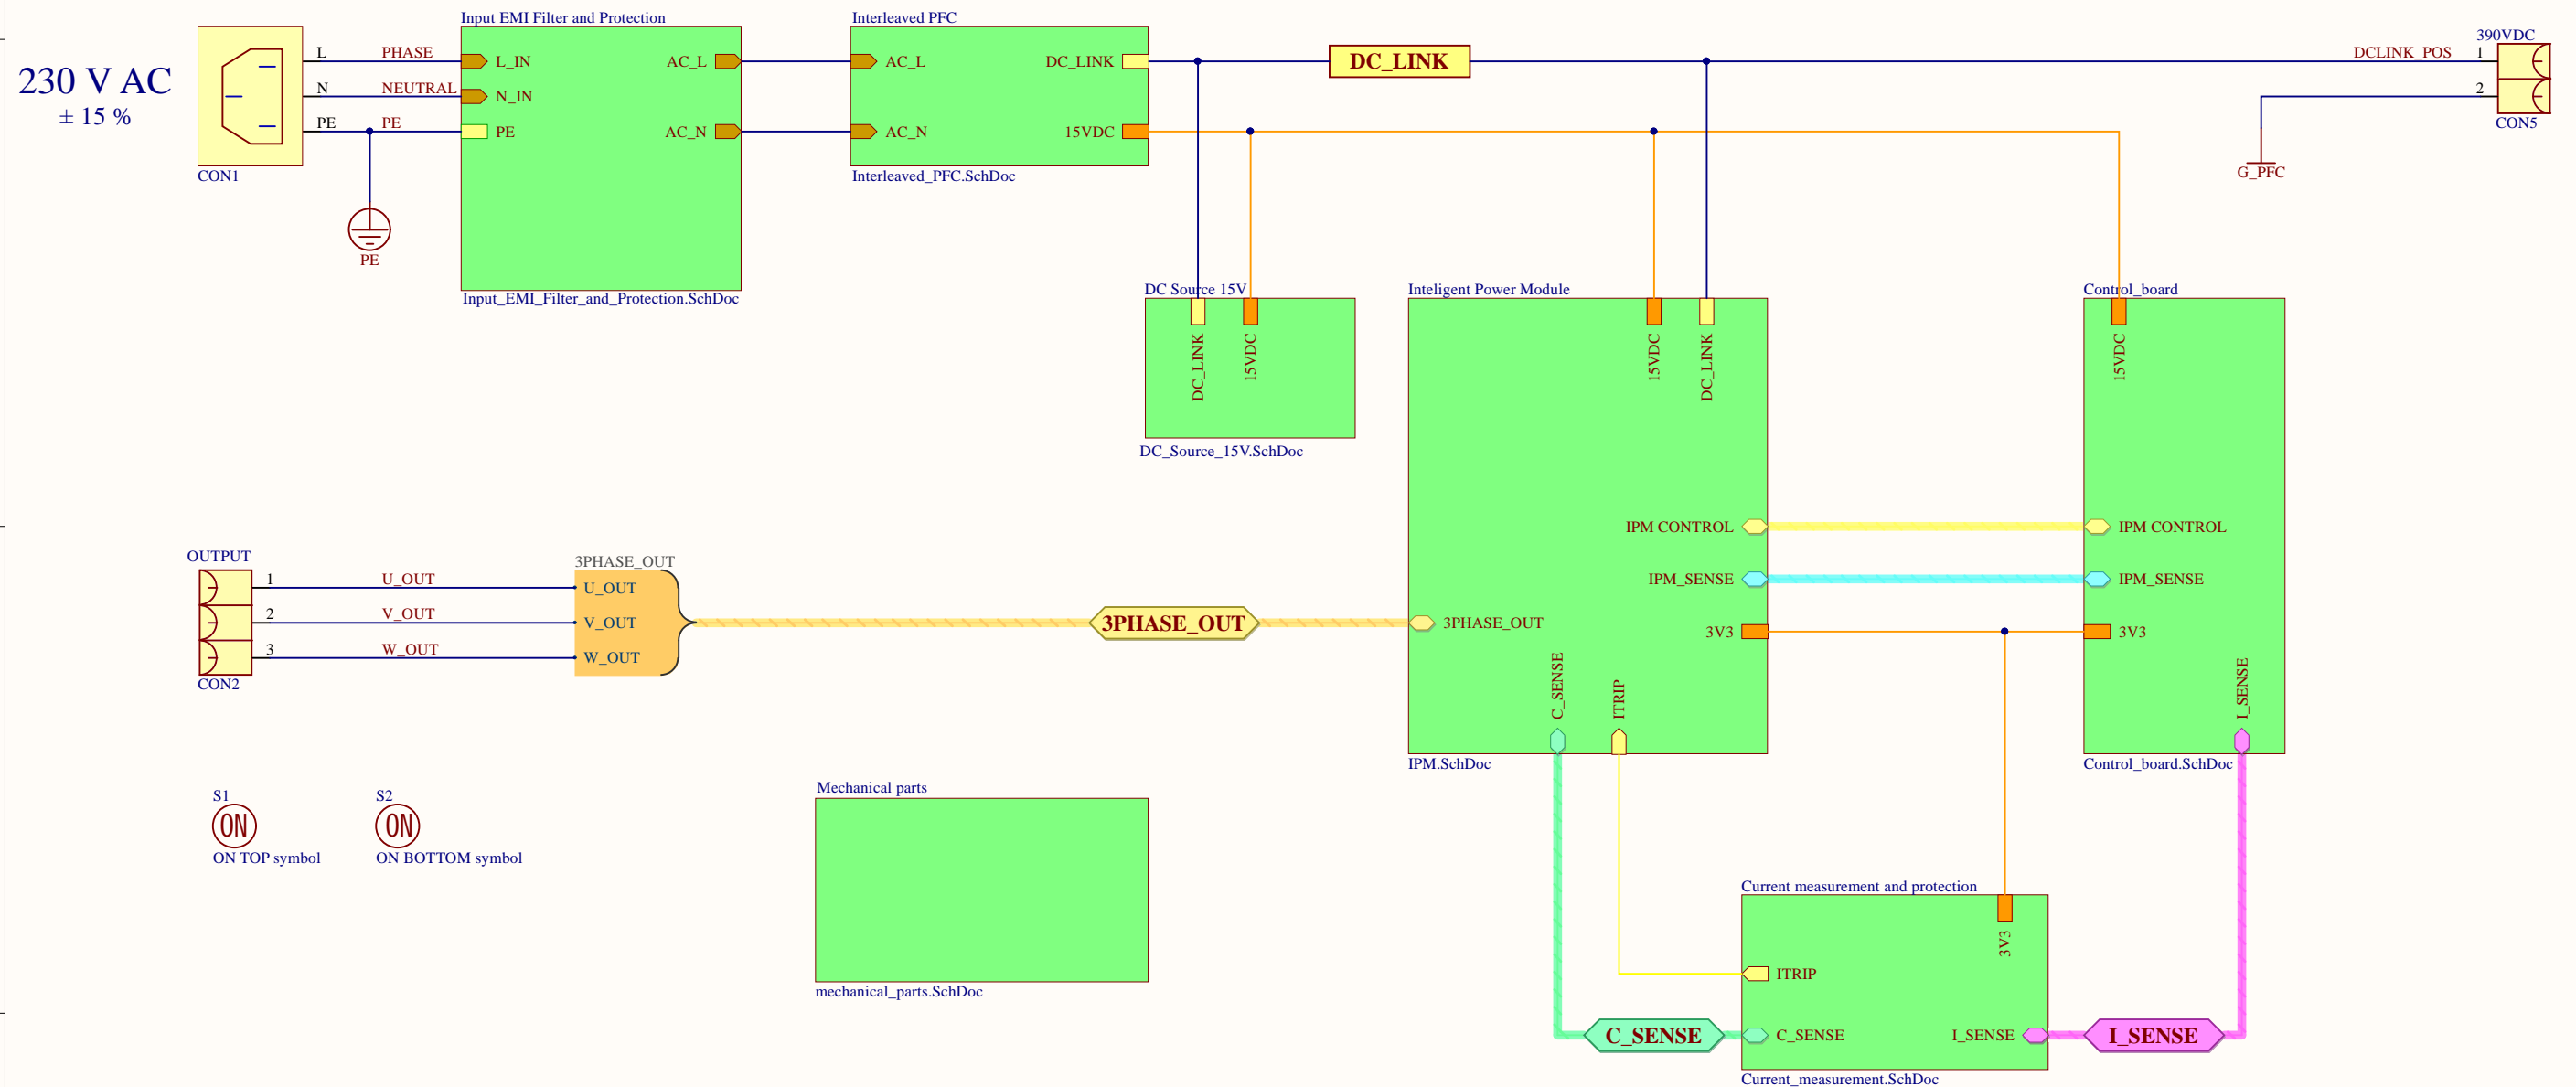 230 V AC
± 15 %
L
N
PE
PHASE
NEUTRAL
PE
CON1
PE
Input EMI Filter and Protection
L_IN
N_IN
PE
AC_L
AC_N
Input_EMI_Filter_and_Protection.SchDoc
Interleaved PFC
AC_L
AC_N
DC_LINK
15VDC
Interleaved_PFC.SchDoc
DC_LINK
DCLINK_POS
390VDC
1
2
CON5
G_PFC
DC Source 15V
DC_LINK
15VDC
DC_Source_15V.SchDoc
Inteligent Power Module
15VDC
DC_LINK
IPM CONTROL
IPM_SENSE
3V3
3PHASE_OUT
C_SENSE
ITRIP
IPM.SchDoc
Control_board
15VDC
IPM CONTROL
IPM_SENSE
3V3
I_SENSE
Control_board.SchDoc
OUTPUT
1
2
3
U_OUT
V_OUT
W_OUT
CON2
3PHASE_OUT
U_OUT
V_OUT
W_OUT
3PHASE_OUT
S1
ON
ON TOP symbol
S2
ON
ON BOTTOM symbol
Mechanical parts
mechanical_parts.SchDoc
Current measurement and protection
3V3
ITRIP
C_SENSE
I_SENSE
Current_measurement.SchDoc
C_SENSE
I_SENSE